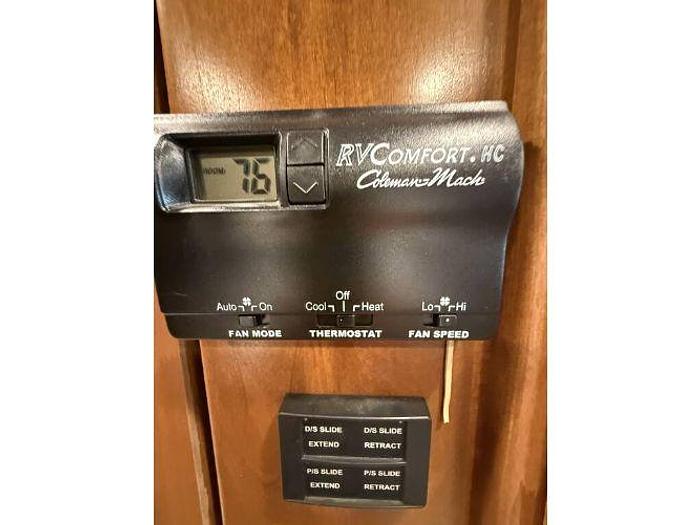 ROOM 76
RVCOMFORT.HC
Coleman-Mach
Off
Auto On Cool Heat Lo Hi
FAN MODE THERMOSTAT FAN SPEED
D/S SLIDE D/S SLIDE
EXTEND RETRACT
P/S SLIDE P/S SLIDE
EXTEND RETRACT